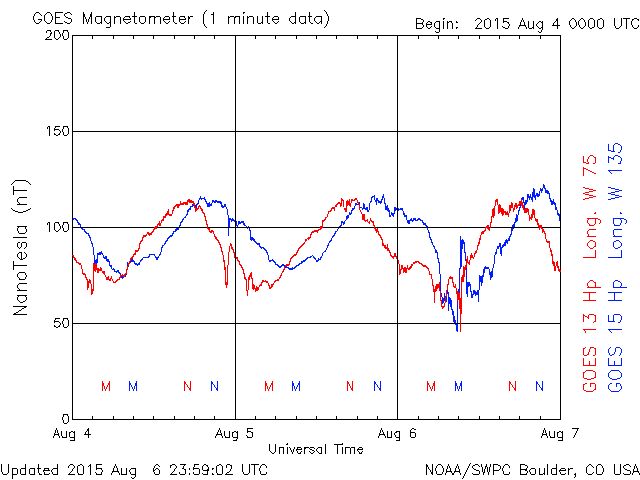 GOES Magnetometer (1 minute data)
Begin: 2015 Aug 4 0000 UTC
200
150
100
50
0
NanoTesla (nT)
M M N N M M N N M M N N
Aug 4 Aug 5 Aug 6 Aug 7
Universal Time
GOES 13 Hp Long. W 75
GOES 15 Hp Long. W 135
Updated 2015 Aug 6 23:59:02 UTC
NOAA/SWPC Boulder, CO USA